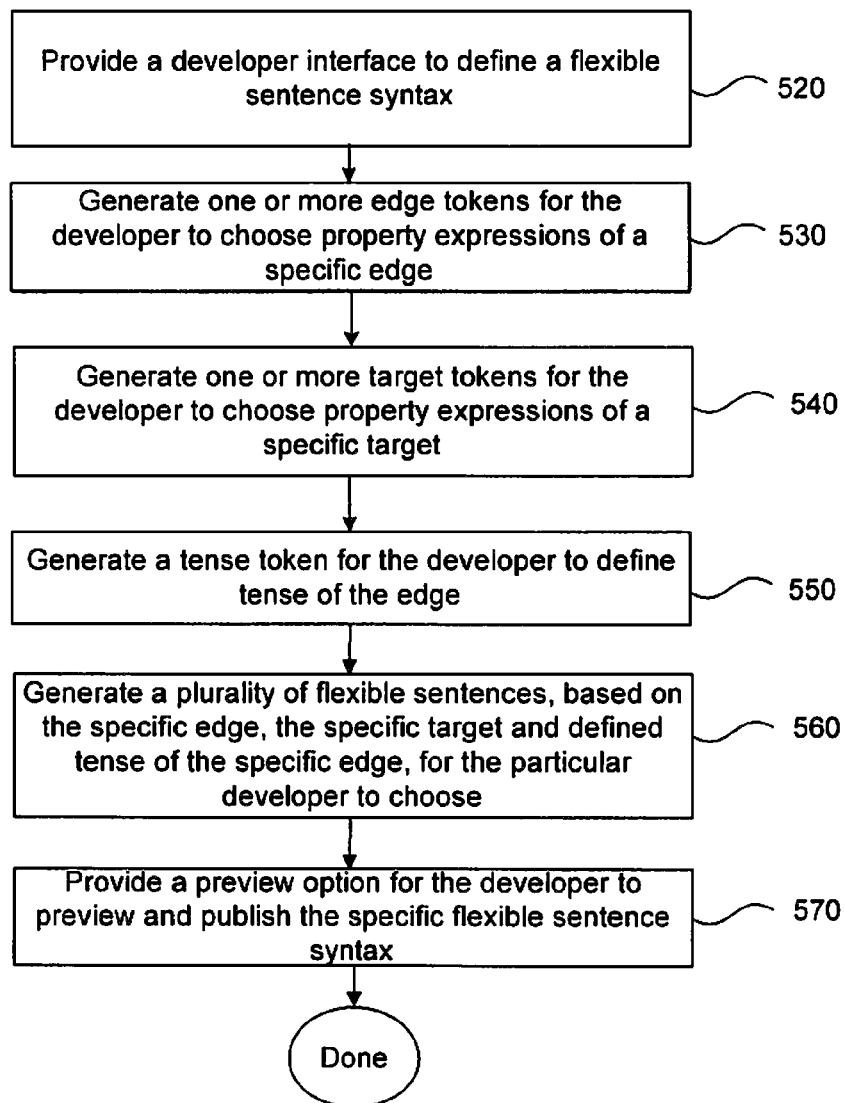 Provide a developer interface to define a flexible
sentence syntax
520
Generate one or more edge tokens for the
developer to choose property expressions of a
specific edge
530
Generate one or more target tokens for the
developer to choose property expressions of a
specific target
540
Generate a tense token for the developer to define
tense of the edge
550
Generate a plurality of flexible sentences, based on
the specific edge, the specific target and defined
tense of the specific edge, for the particular
developer to choose
560
Provide a preview option for the developer to
preview and publish the specific flexible sentence
syntax
570
Done